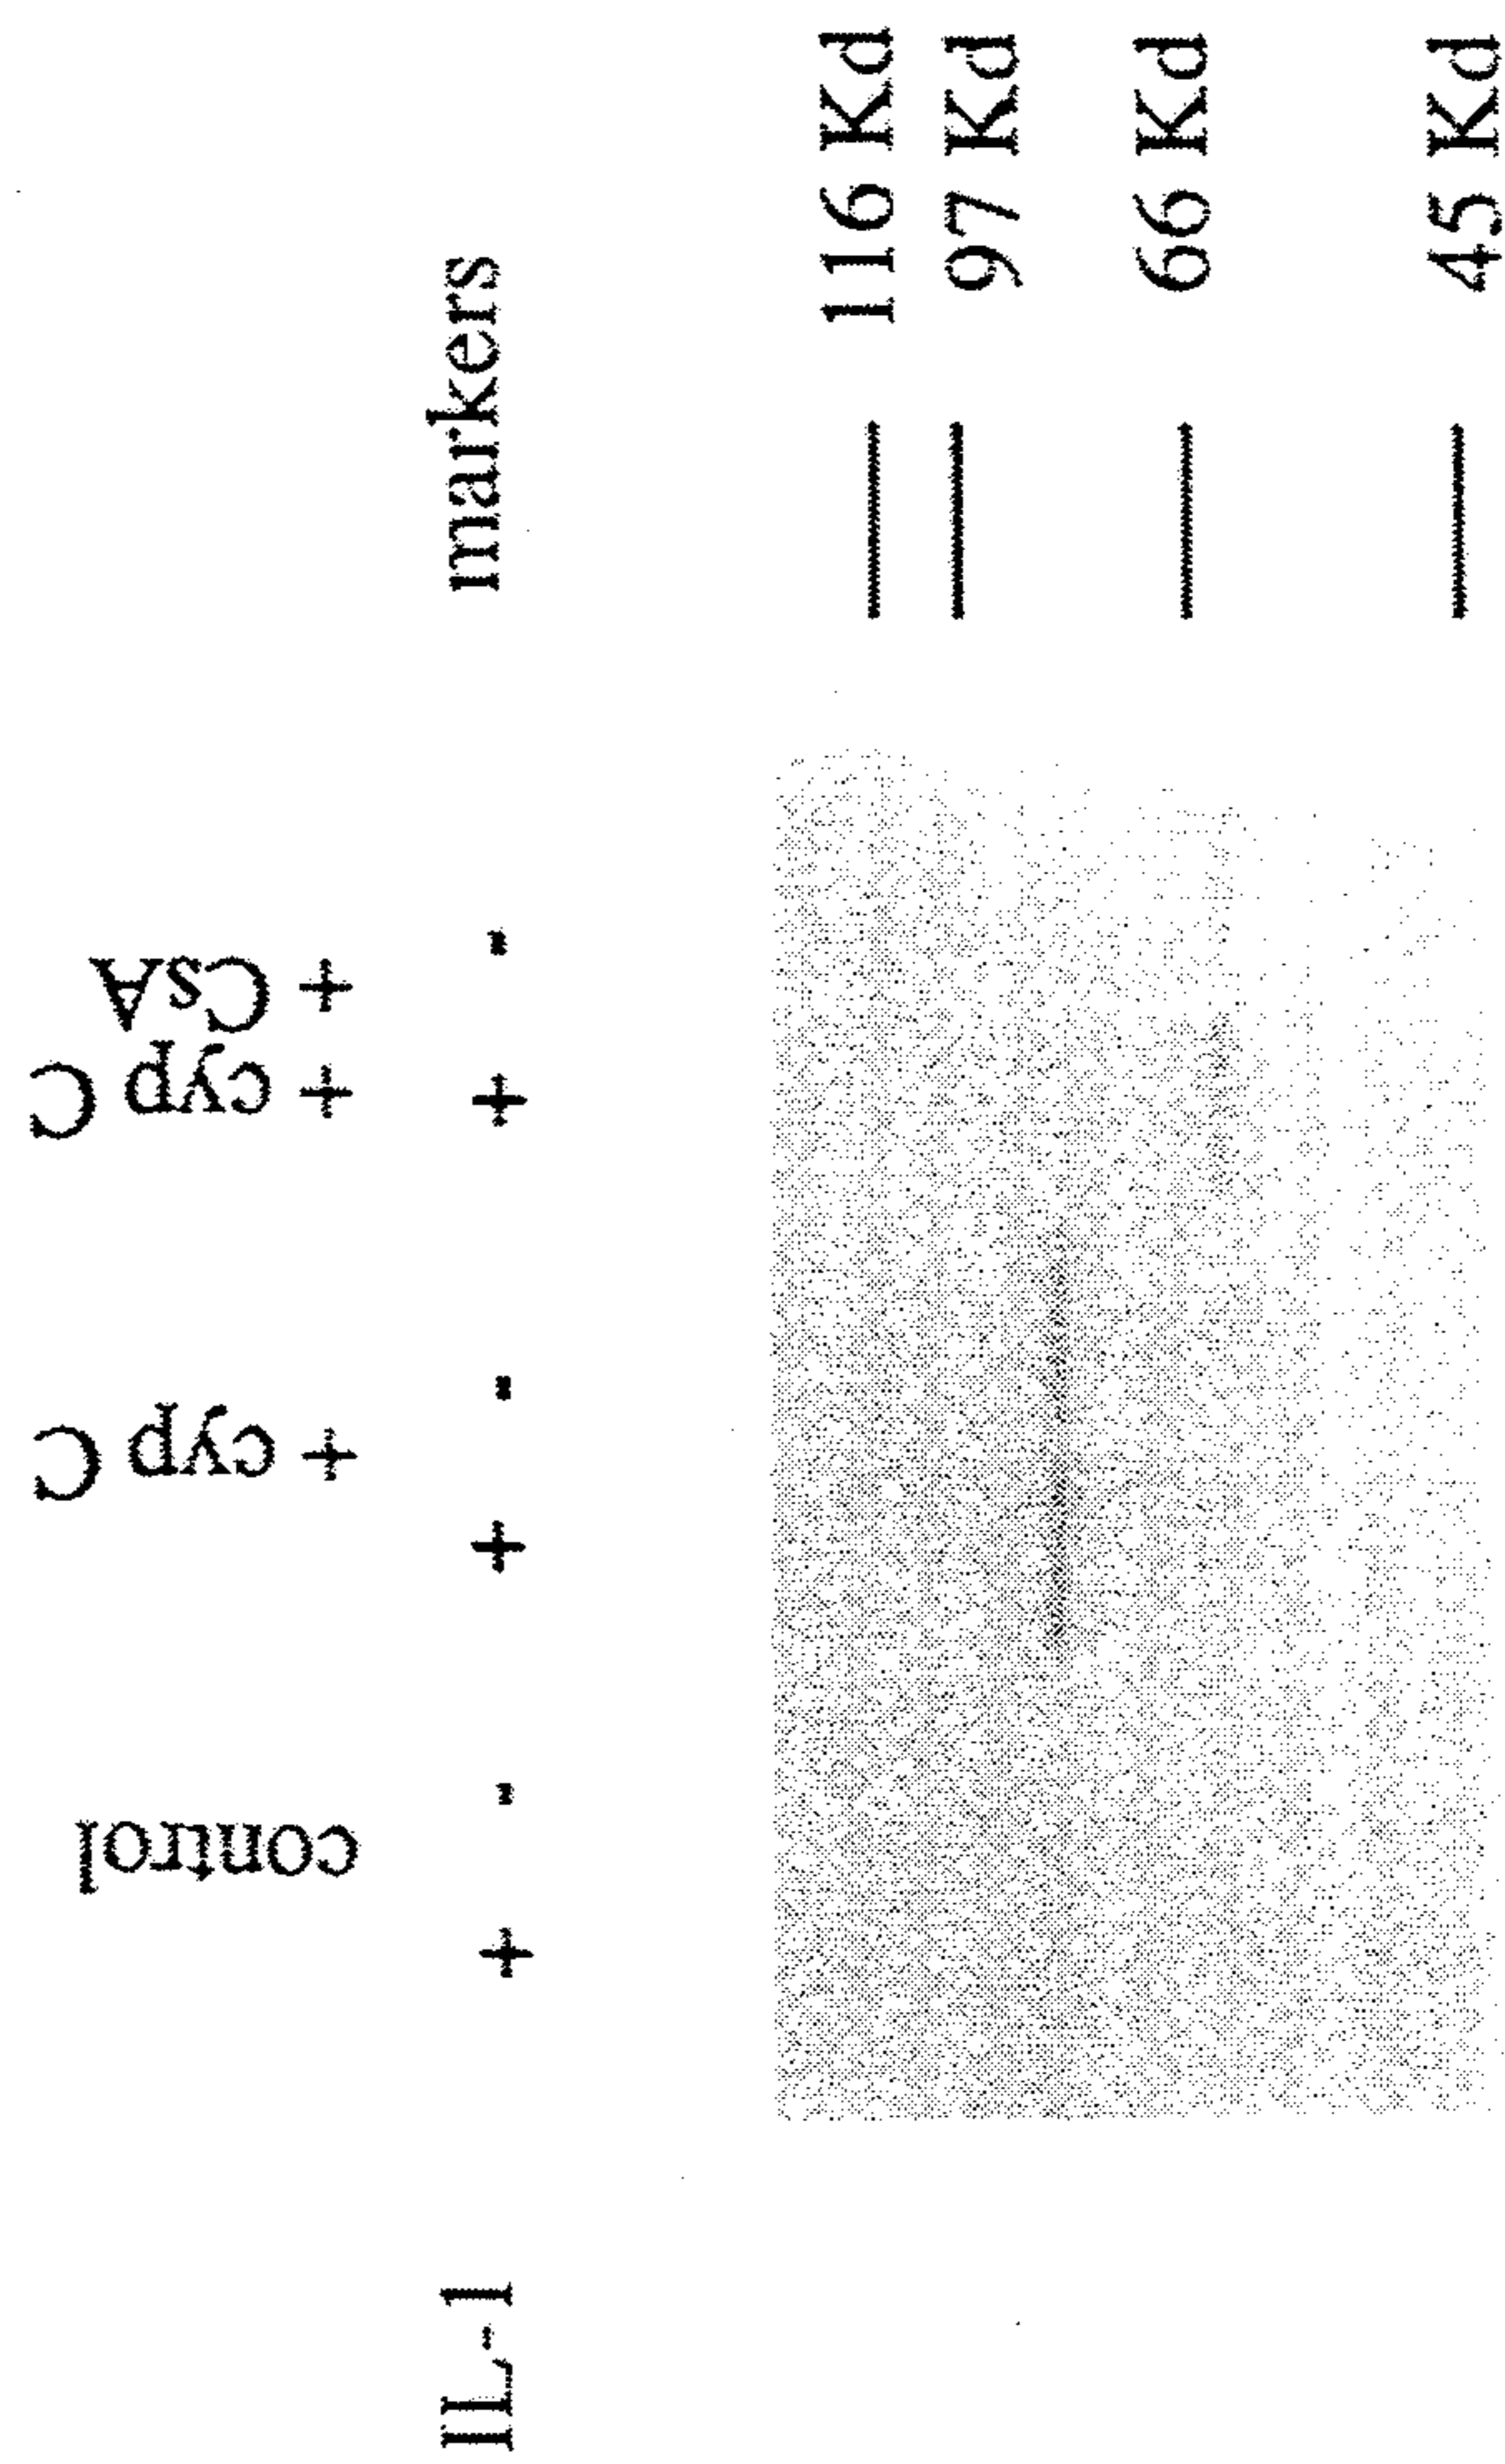 control
+ cyp C
+ cyp C
+ CsA
IL-1 + - + - + - markers
116 Kd
97 Kd
66 Kd
45 Kd